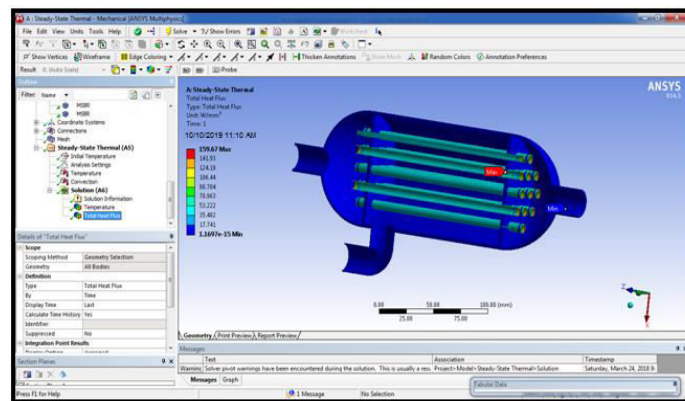 A : Steady-State Thermal - Mechanical [ANSYS Multiphysics]
File Edit View Units Tools Help
Solve
?/ Show Errors
Show Vertices
Wireframe
Edge Coloring
Thicken Annotations
Show Mesh
Random Colors
Annotation Preferences
Result
(Auto Scale)
Probe
Outline
Filter: Name
MSBR
MSBR
Coordinate Systems
Connections
Mesh
Steady-State Thermal (A5)
Initial Temperature
Analysis Settings
Temperature
Convection
Solution (A6)
Solution Information
Temperature
Total Heat Flux
Details of "Total Heat Flux"
Scope
Scoping Method Geometry Selection
Geometry All Bodies
Definition
Type Total Heat Flux
By Time
Display Time Last
Calculate Time History Yes
Identifier
Suppressed No
Integration Point Results
Section Planes
Press F1 for Help
A: Steady-State Thermal
Total Heat Flux
Type: Total Heat Flux
Unit: W/mm²
Time: 1
10/10/2019 11:10 AM
159.67 Max
141.93
124.19
106.44
88.704
70.963
53.222
35.482
17.741
1.1697e-15 Min
ANSYS
R16.2
Max
Min
0.00 50.00 100.00 (mm)
25.00 75.00
Z
X
Geometry Print Preview Report Preview
Messages
Text Association Timestamp
Warning Solver pivot warnings have been encountered during the solution. This is usually a resu Project>Model>Steady-State Thermal>Solution Saturday, March 24, 2018 9:
Messages Graph
1 Message
No Selection
Tabular Data